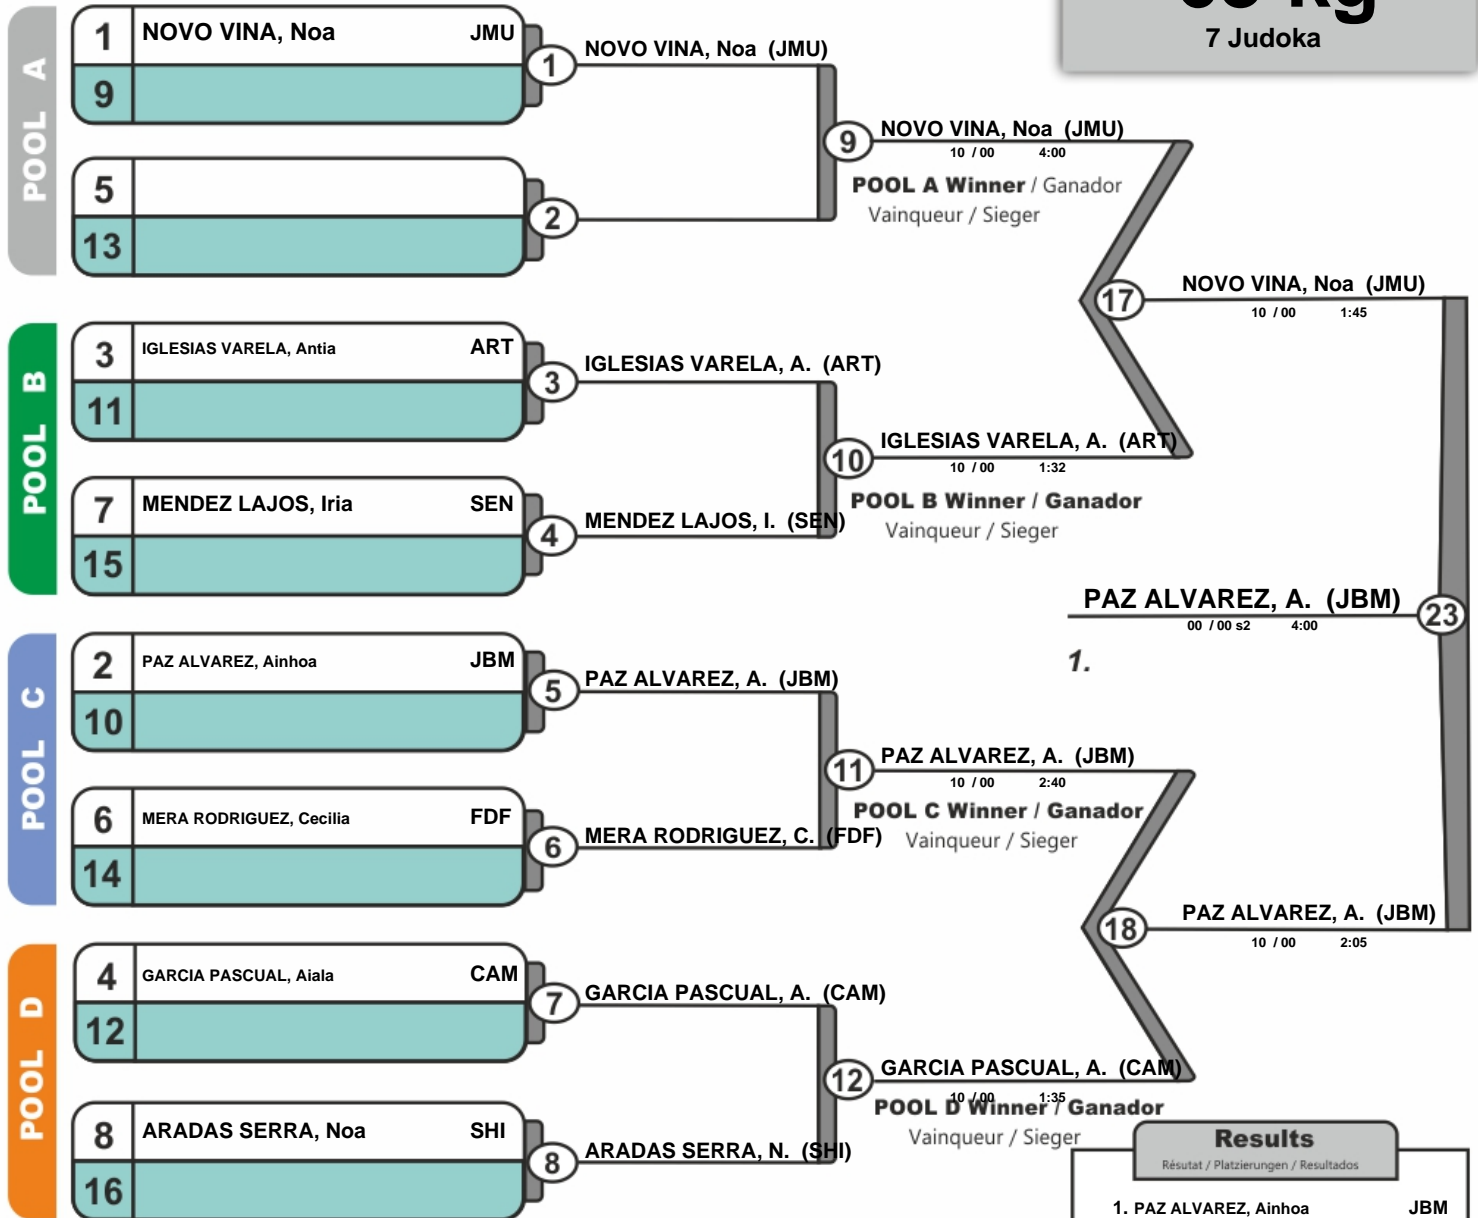 kg
7 Judoka
POOL A
1 NOVO VINA, Noa JMU
9
5
13
1 NOVO VINA, Noa (JMU)
2
9 NOVO VINA, Noa (JMU)
10 / 00 4:00
POOL A Winner / Ganador
Vainqueur / Sieger
POOL B
3 IGLESIAS VARELA, Antia ART
11
7 MENDEZ LAJOS, Iria SEN
15
3 IGLESIAS VARELA, A. (ART)
4 MENDEZ LAJOS, I. (SEN)
10 IGLESIAS VARELA, A. (ART)
10 / 00 1:32
POOL B Winner / Ganador
Vainqueur / Sieger
17 NOVO VINA, Noa (JMU)
10 / 00 1:45
POOL C
2 PAZ ALVAREZ, Ainhoa JBM
10
6 MERA RODRIGUEZ, Cecilia FDF
14
5 PAZ ALVAREZ, A. (JBM)
6 MERA RODRIGUEZ, C. (FDF)
11 PAZ ALVAREZ, A. (JBM)
10 / 00 2:40
POOL C Winner / Ganador
Vainqueur / Sieger
POOL D
4 GARCIA PASCUAL, Aiala CAM
12
8 ARADAS SERRA, Noa SHI
16
7 GARCIA PASCUAL, A. (CAM)
8 ARADAS SERRA, N. (SHI)
12 GARCIA PASCUAL, A. (CAM)
10 / 00 1:35
POOL D Winner / Ganador
Vainqueur / Sieger
18 PAZ ALVAREZ, A. (JBM)
10 / 00 2:05
PAZ ALVAREZ, A. (JBM) 23
00 / 00 s2 4:00
1.
Results
Résutat / Platzierungen / Resultados
1. PAZ ALVAREZ, Ainhoa JBM